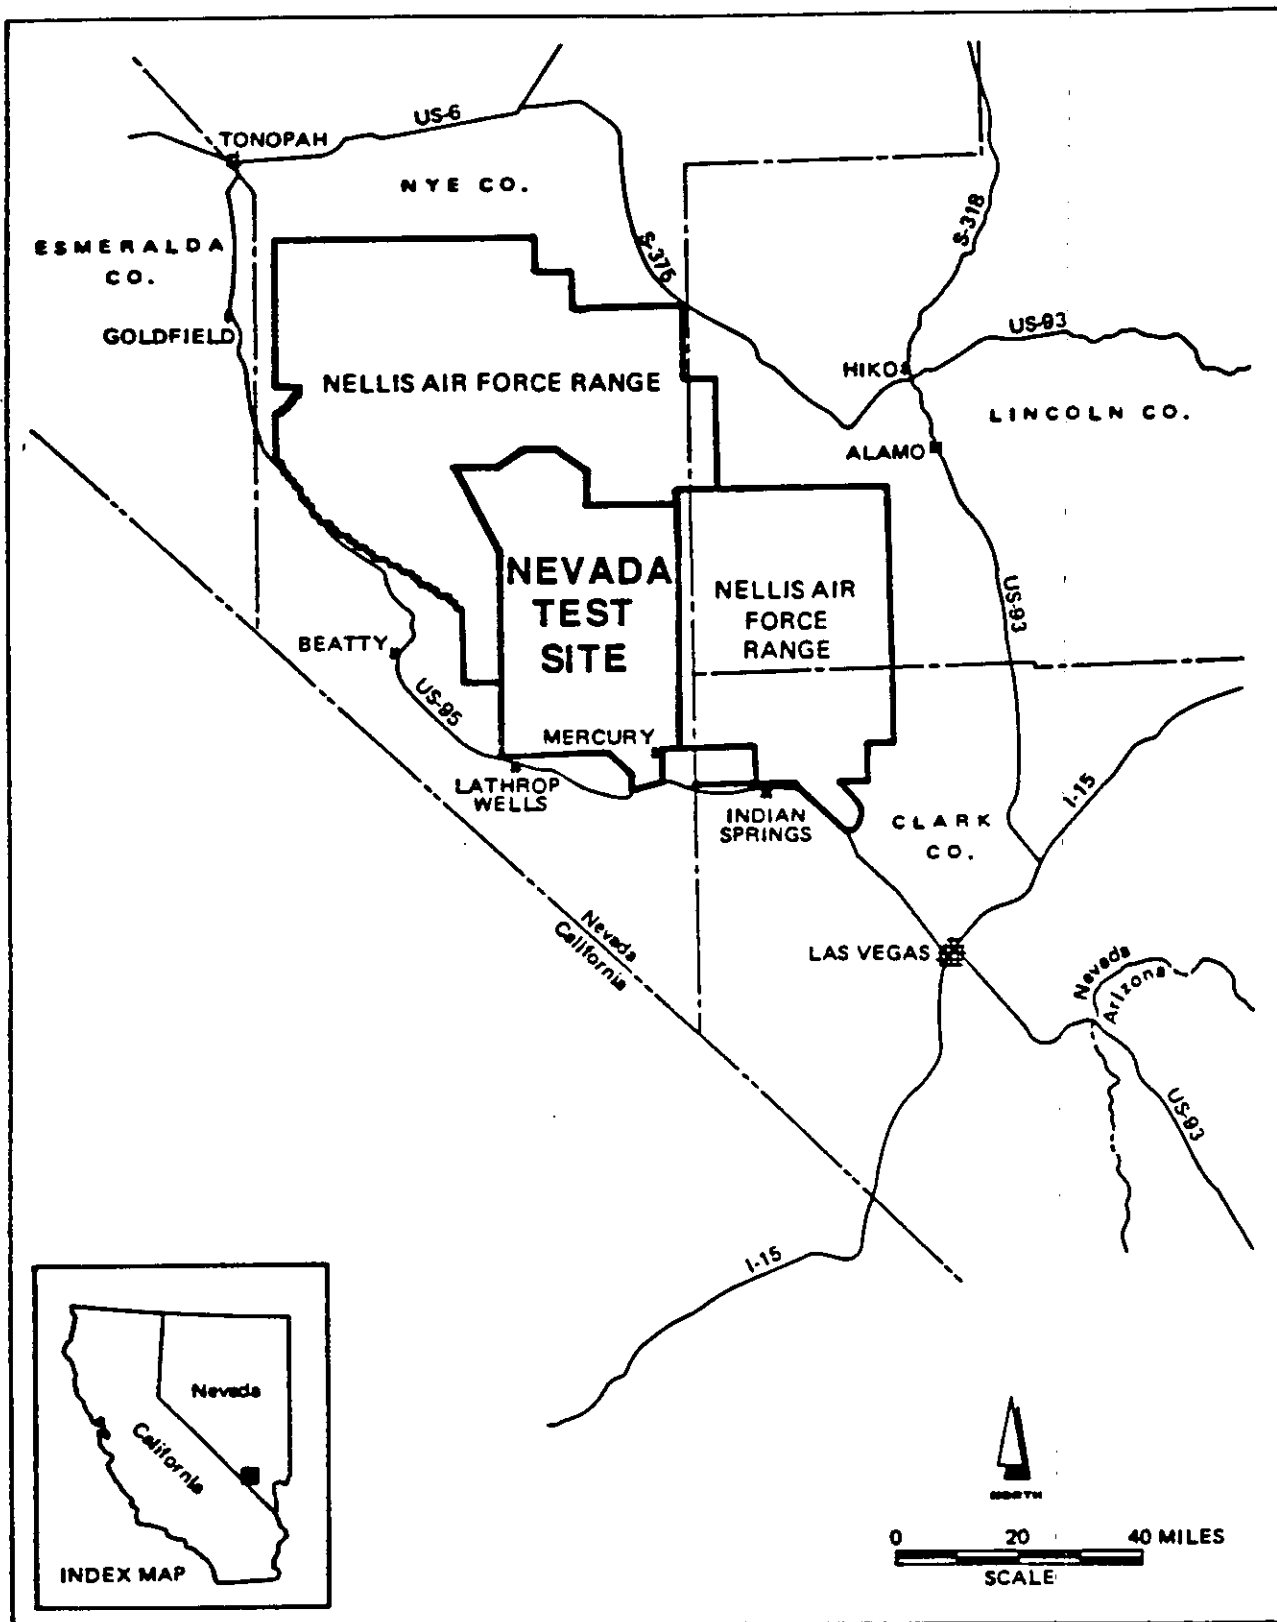 US-6
TONOPAH
NYE CO.
S-318
ESMERALDA
CO.
S-375
GOLDFIELD
US-93
HIKO
NELLIS AIR FORCE RANGE
LINCOLN CO.
ALAMO
NEVADA
TEST
SITE
NELLIS AIR
FORCE
RANGE
US-93
BEATTY
US-95
MERCURY
LATHROP
WELLS
INDIAN
SPRINGS
I-15
CLARK
CO.
Nevada
California
LAS VEGAS
Nevada
Arizona
US-93
I-15
Nevada
California
INDEX MAP
NORTH
0 20 40 MILES
SCALE